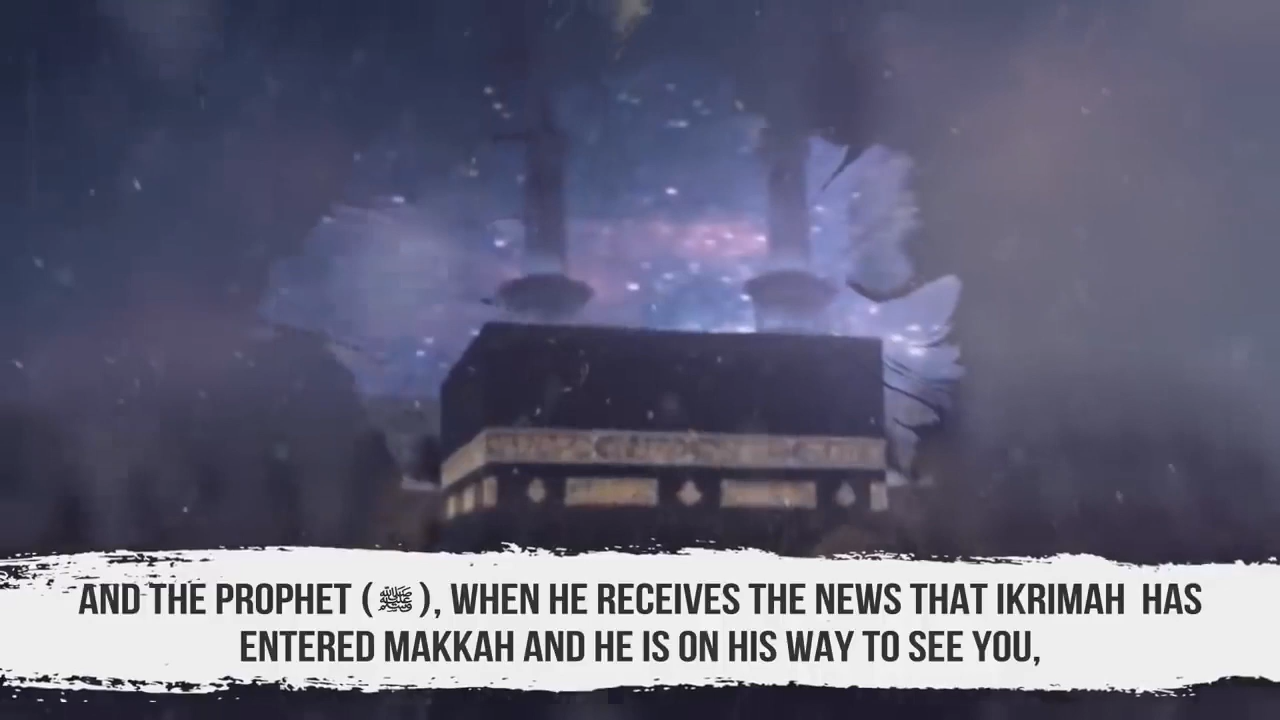 AND THE PROPHET (ﷺ), WHEN HE RECEIVES THE NEWS THAT IKRIMAH HAS
ENTERED MAKKAH AND HE IS ON HIS WAY TO SEE YOU,